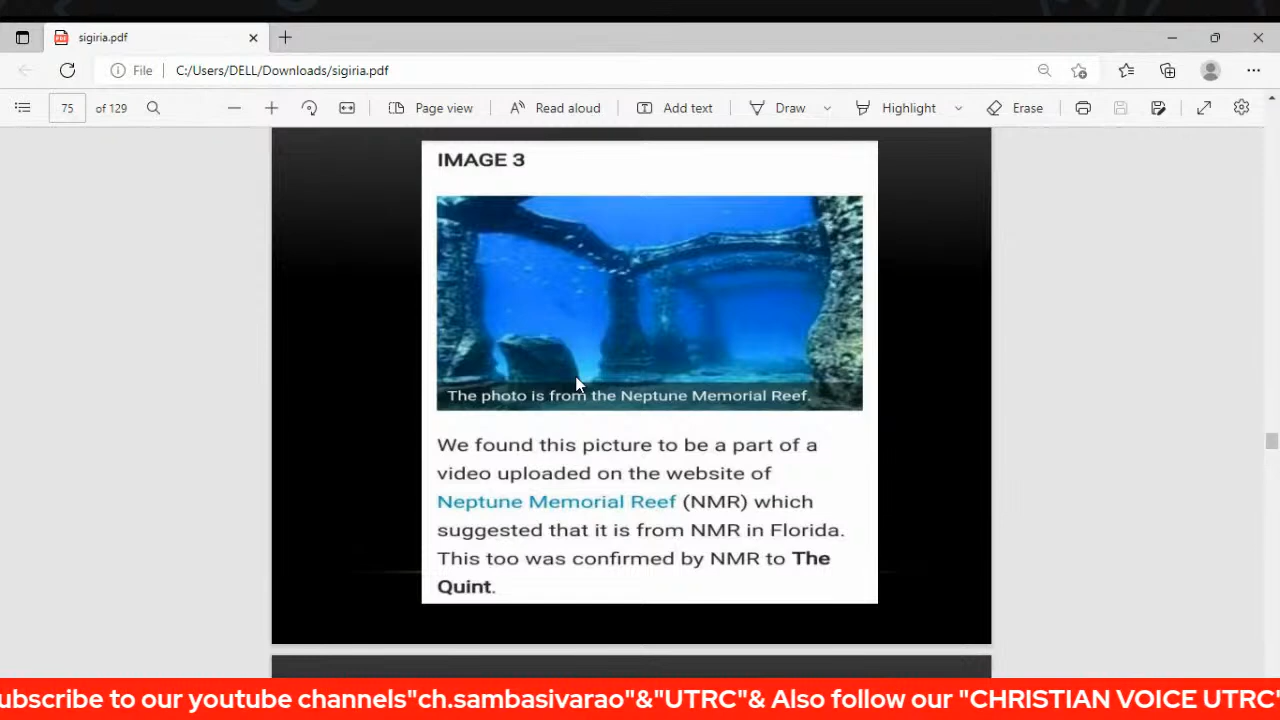 sigiria.pdf
File C:/Users/DELL/Downloads/sigiria.pdf
75 of 129 Page view Read aloud Add text Draw Highlight Erase
IMAGE 3
The photo is from the Neptune Memorial Reef.
We found this picture to be a part of a
video uploaded on the website of
Neptune Memorial Reef (NMR) which
suggested that it is from NMR in Florida.
This too was confirmed by NMR to The
Quint.
ubscribe to our youtube channels"ch.sambasivarao"&"UTRC"& Also follow our "CHRISTIAN VOICE UTRC"